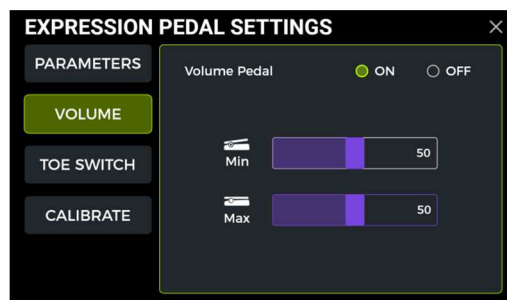 EXPRESSION PEDAL SETTINGS
PARAMETERS
VOLUME
TOE SWITCH
CALIBRATE
Volume Pedal ON OFF
Min 50
Max 50